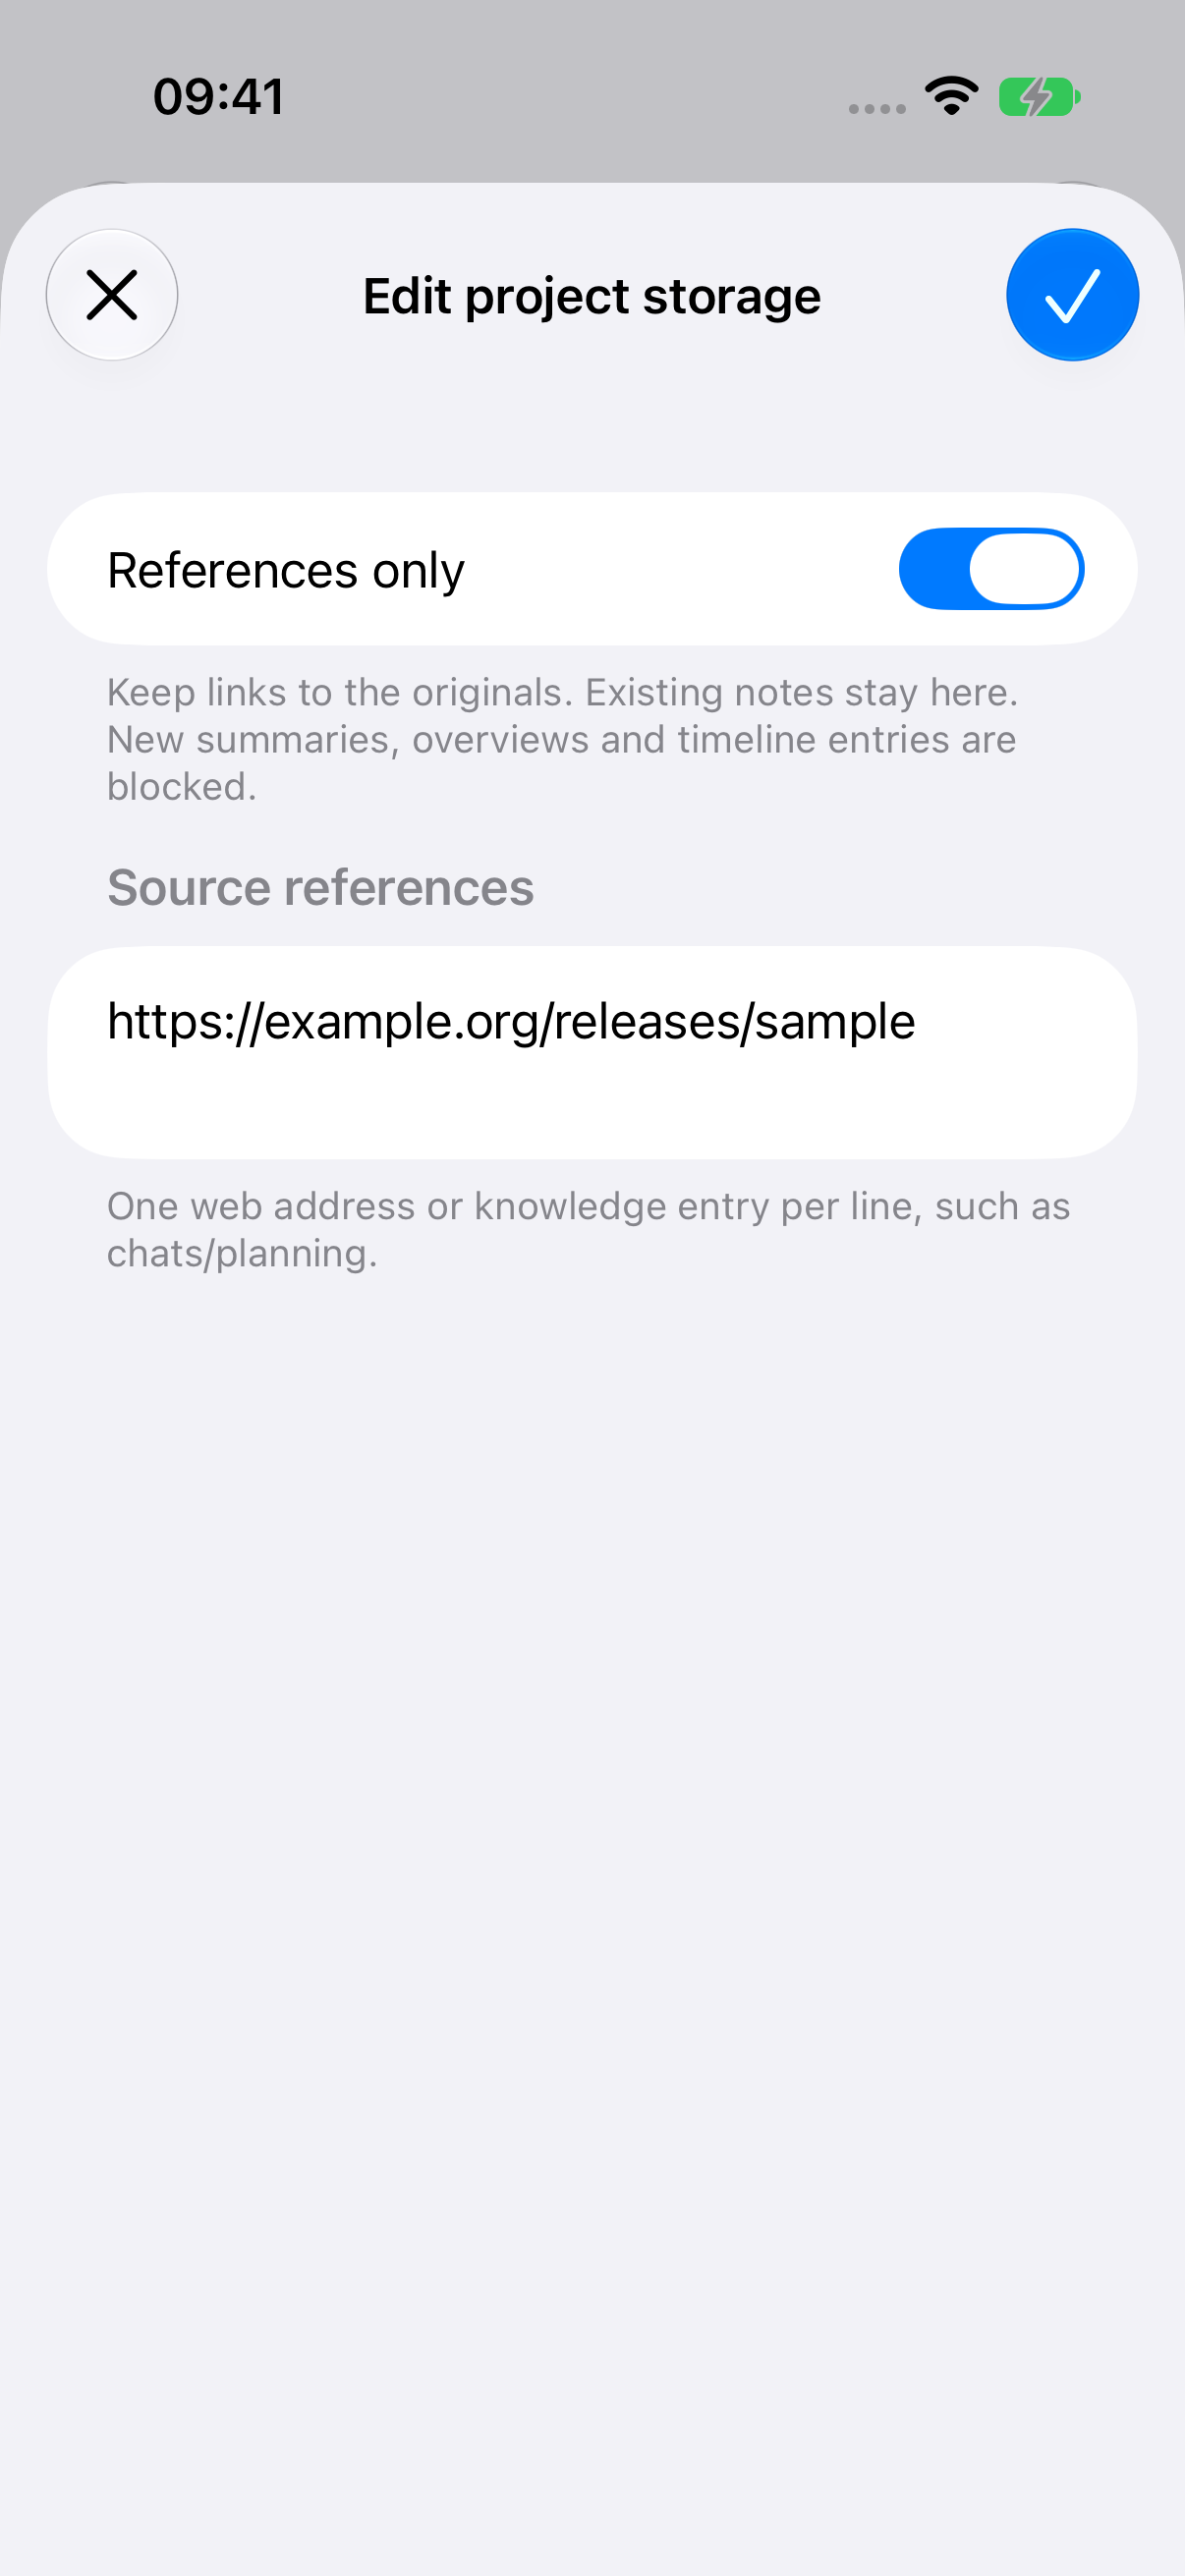 09:41
Edit project storage
References only
Keep links to the originals. Existing notes stay here.
New summaries, overviews and timeline entries are
blocked.
Source references
https://example.org/releases/sample
One web address or knowledge entry per line, such as
chats/planning.